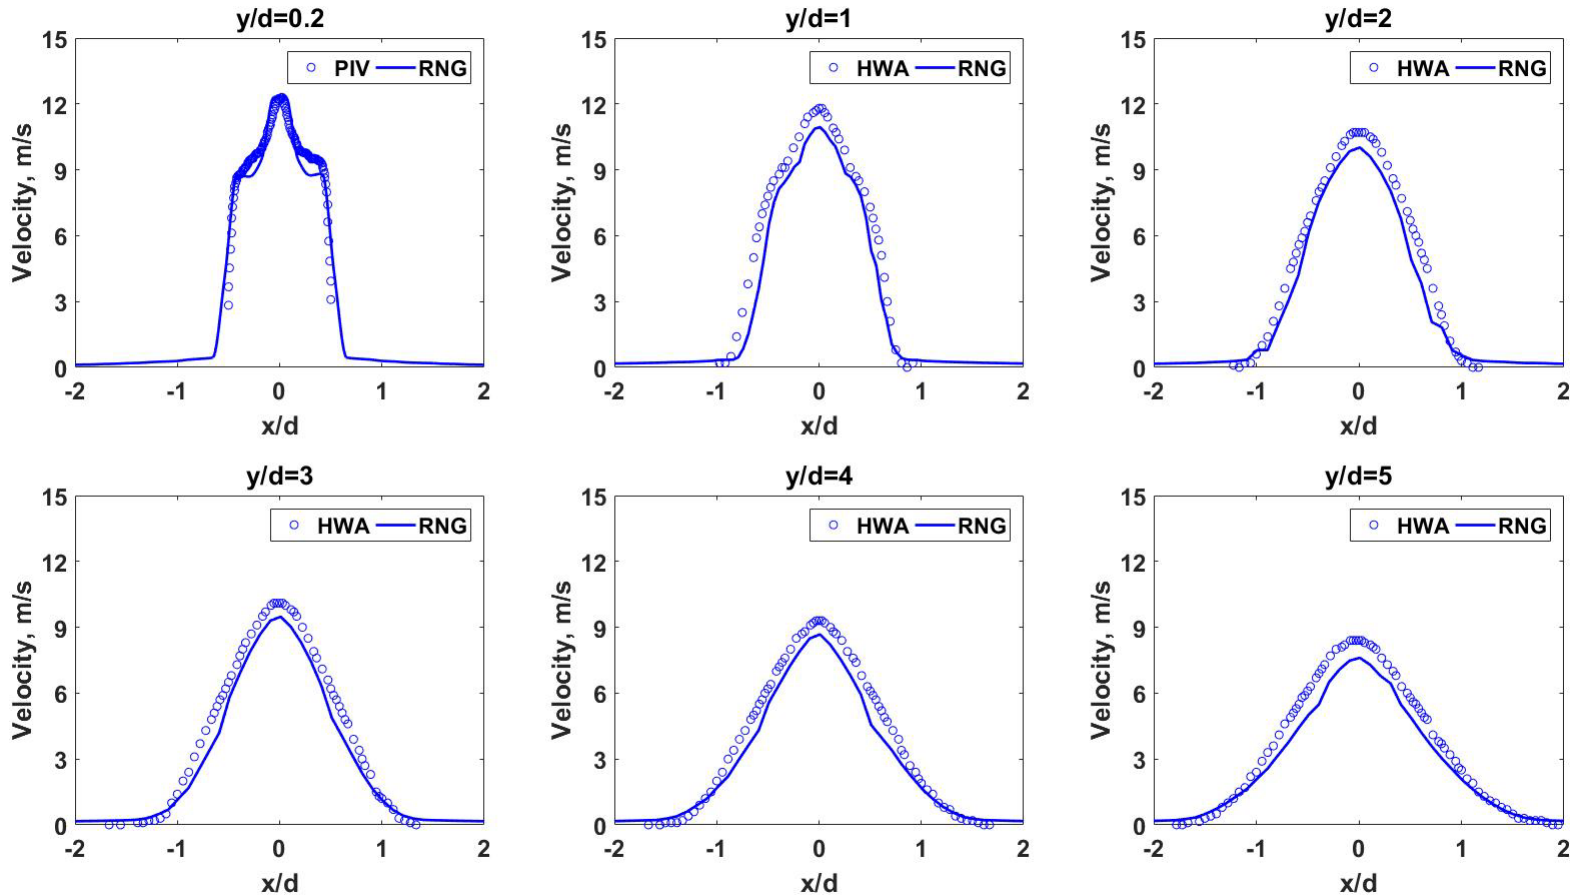 y/d=0.2
PIV RNG
15
12
9
6
3
0
Velocity, m/s
-2 -1 0 1 2
x/d
y/d=1
HWA RNG
15
12
9
6
3
0
Velocity, m/s
-2 -1 0 1 2
x/d
y/d=2
HWA RNG
15
12
9
6
3
0
Velocity, m/s
-2 -1 0 1 2
x/d
y/d=3
HWA RNG
15
12
9
6
3
0
Velocity, m/s
-2 -1 0 1 2
x/d
y/d=4
HWA RNG
15
12
9
6
3
0
Velocity, m/s
-2 -1 0 1 2
x/d
y/d=5
HWA RNG
15
12
9
6
3
0
Velocity, m/s
-2 -1 0 1 2
x/d